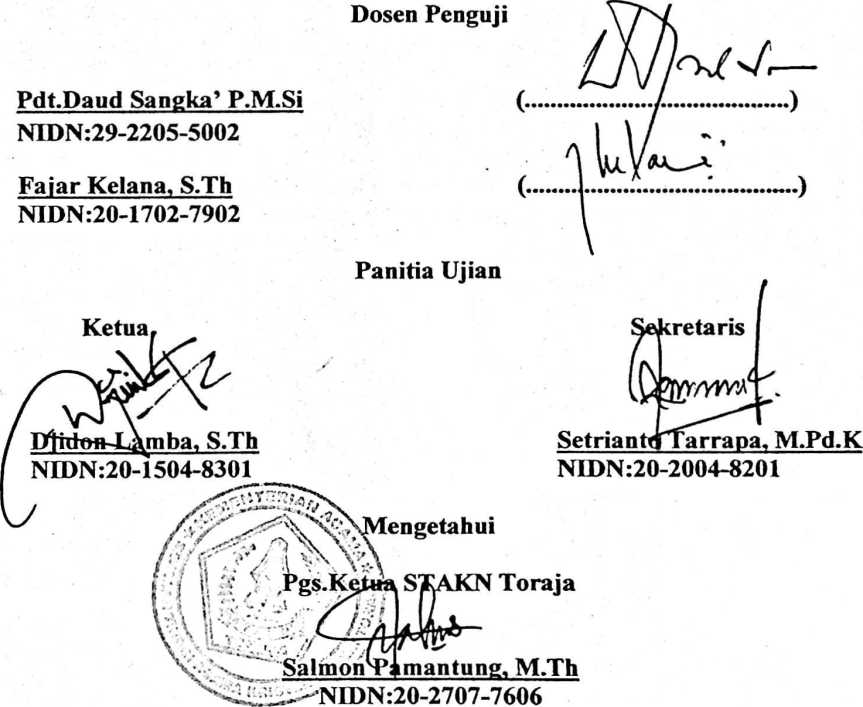 Dosen Penguji
Pdt.Daud Sangka' P.M.Si
(..........................................)
NIDN:29-2205-5002
Fajar Kelana, S.Th
(..........................................)
NIDN:20-1702-7902
Panitia Ujian
Ketua, Sekretaris
Djidon Lamba, S.Th Setrianto Tarrapa, M.Pd.K
NIDN:20-1504-8301 NIDN:20-2004-8201
Mengetahui
Pgs.Ketua STAKN Toraja
Salmon Pamantung, M.Th
NIDN:20-2707-7606